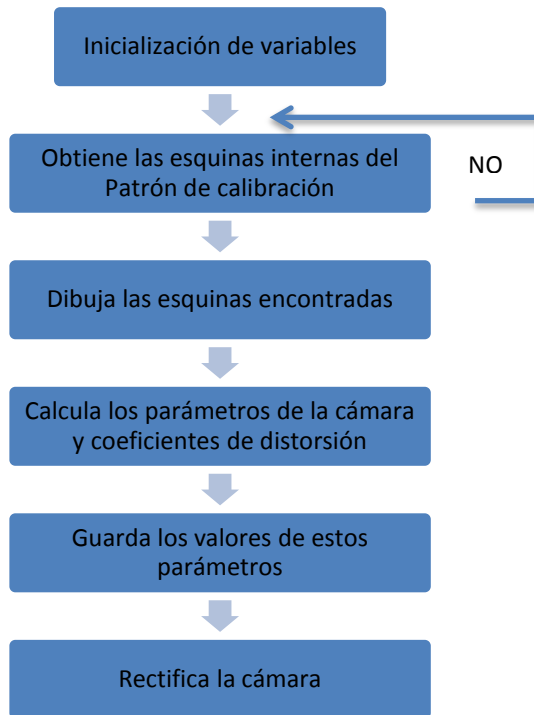 Inicialización de variables
Obtiene las esquinas internas del
Patrón de calibración
NO
Dibuja las esquinas encontradas
Calcula los parámetros de la cámara
y coeficientes de distorsión
Guarda los valores de estos
parámetros
Rectifica la cámara